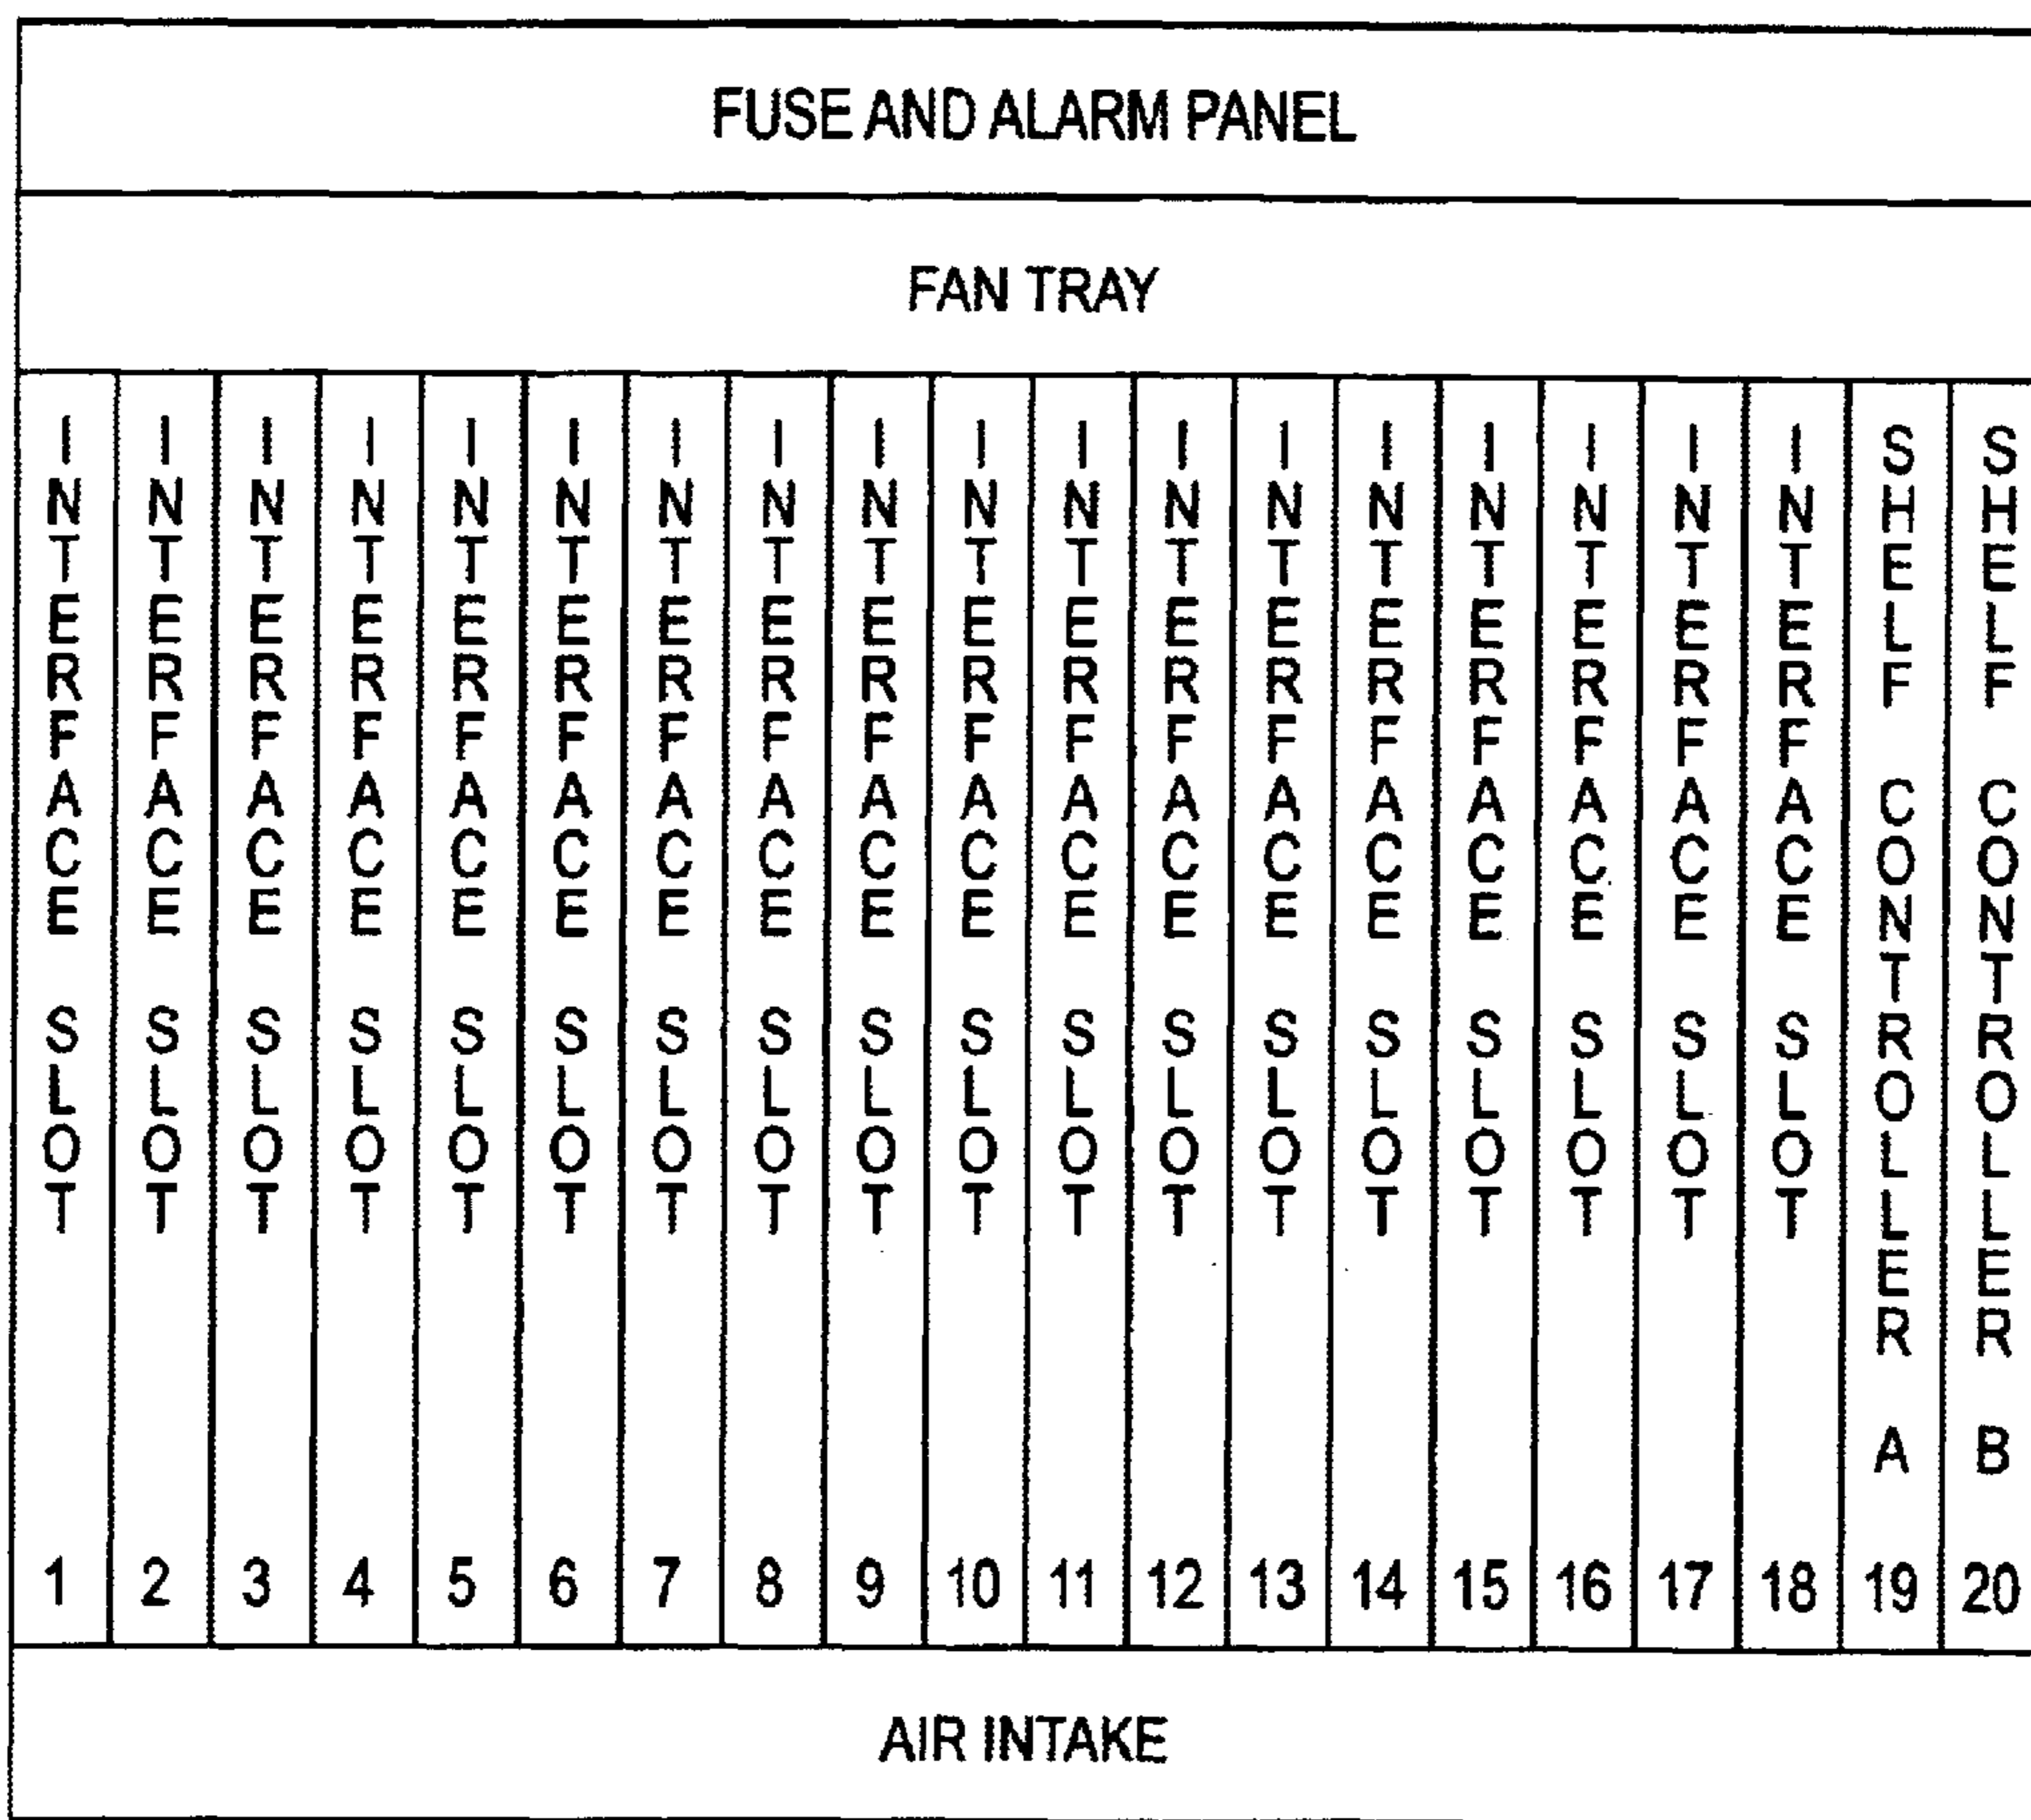 FUSE AND ALARM PANEL
FAN TRAY
INTERFACE SLOT 1
INTERFACE SLOT 2
INTERFACE SLOT 3
INTERFACE SLOT 4
INTERFACE SLOT 5
INTERFACE SLOT 6
INTERFACE SLOT 7
INTERFACE SLOT 8
INTERFACE SLOT 9
INTERFACE SLOT 10
INTERFACE SLOT 11
INTERFACE SLOT 12
INTERFACE SLOT 13
INTERFACE SLOT 14
INTERFACE SLOT 15
INTERFACE SLOT 16
INTERFACE SLOT 17
INTERFACE SLOT 18
SHELF CONTROLLER A 19
SHELF CONTROLLER B 20
AIR INTAKE